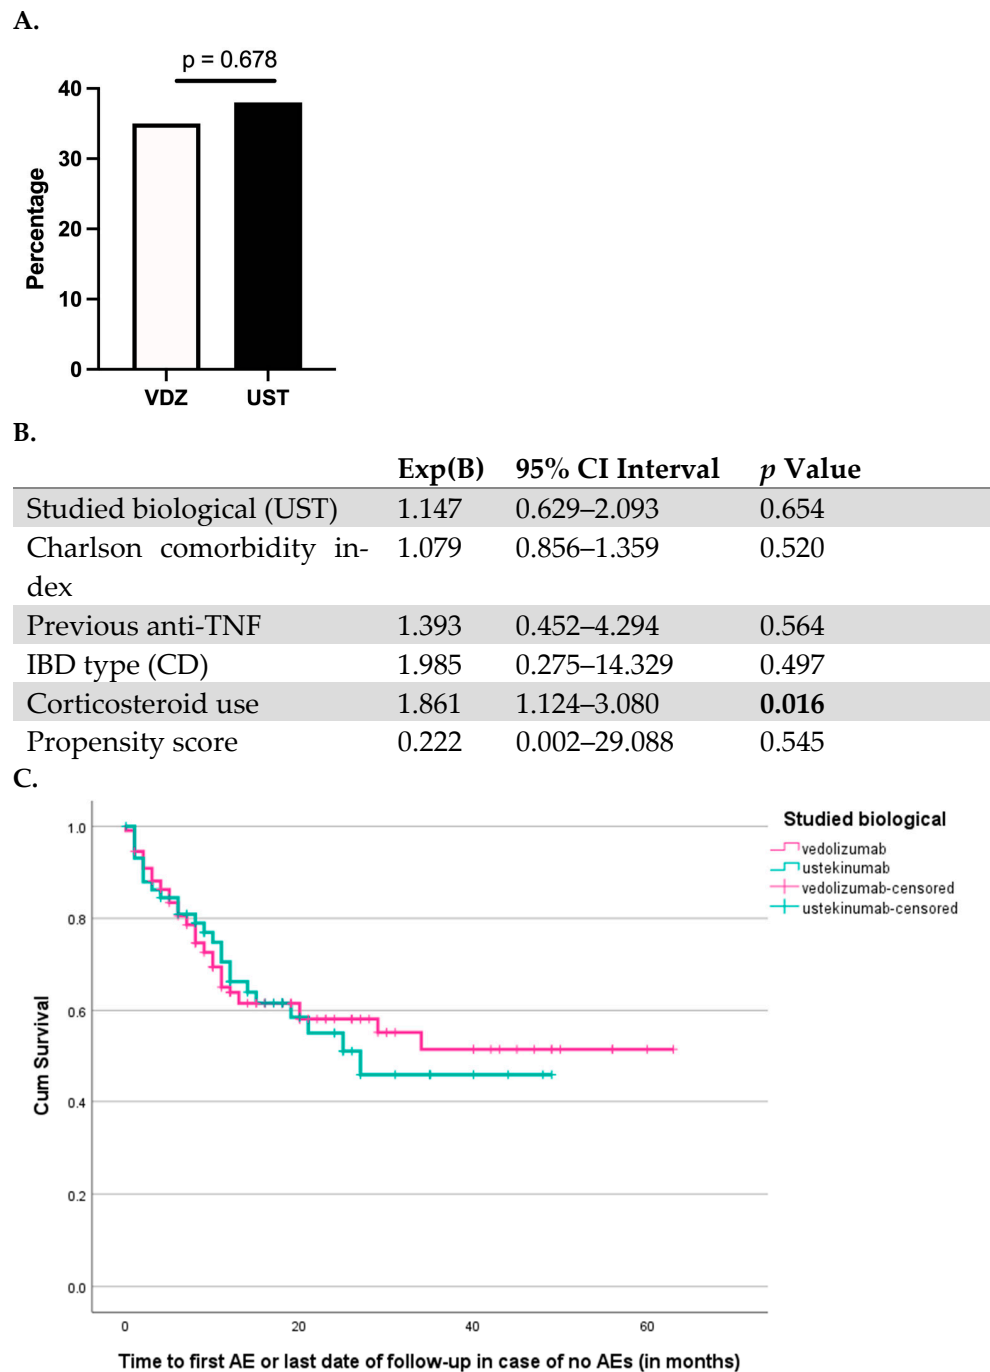 A.
p = 0.678
40
30
20
10
0
Percentage
VDZ UST
B.
Exp(B) 95% CI Interval p Value
Studied biological (UST) 1.147 0.629–2.093 0.654
Charlson comorbidity in- 1.079 0.856–1.359 0.520
dex
Previous anti-TNF 1.393 0.452–4.294 0.564
IBD type (CD) 1.985 0.275–14.329 0.497
Corticosteroid use 1.861 1.124–3.080 0.016
Propensity score 0.222 0.002–29.088 0.545
C.
Studied biological
vedolizumab
ustekinumab
vedolizumab-censored
ustekinumab-censored
1.0
0.8
0.6
0.4
0.2
0.0
Cum Survival
0 20 40 60
Time to first AE or last date of follow-up in case of no AEs (in months)